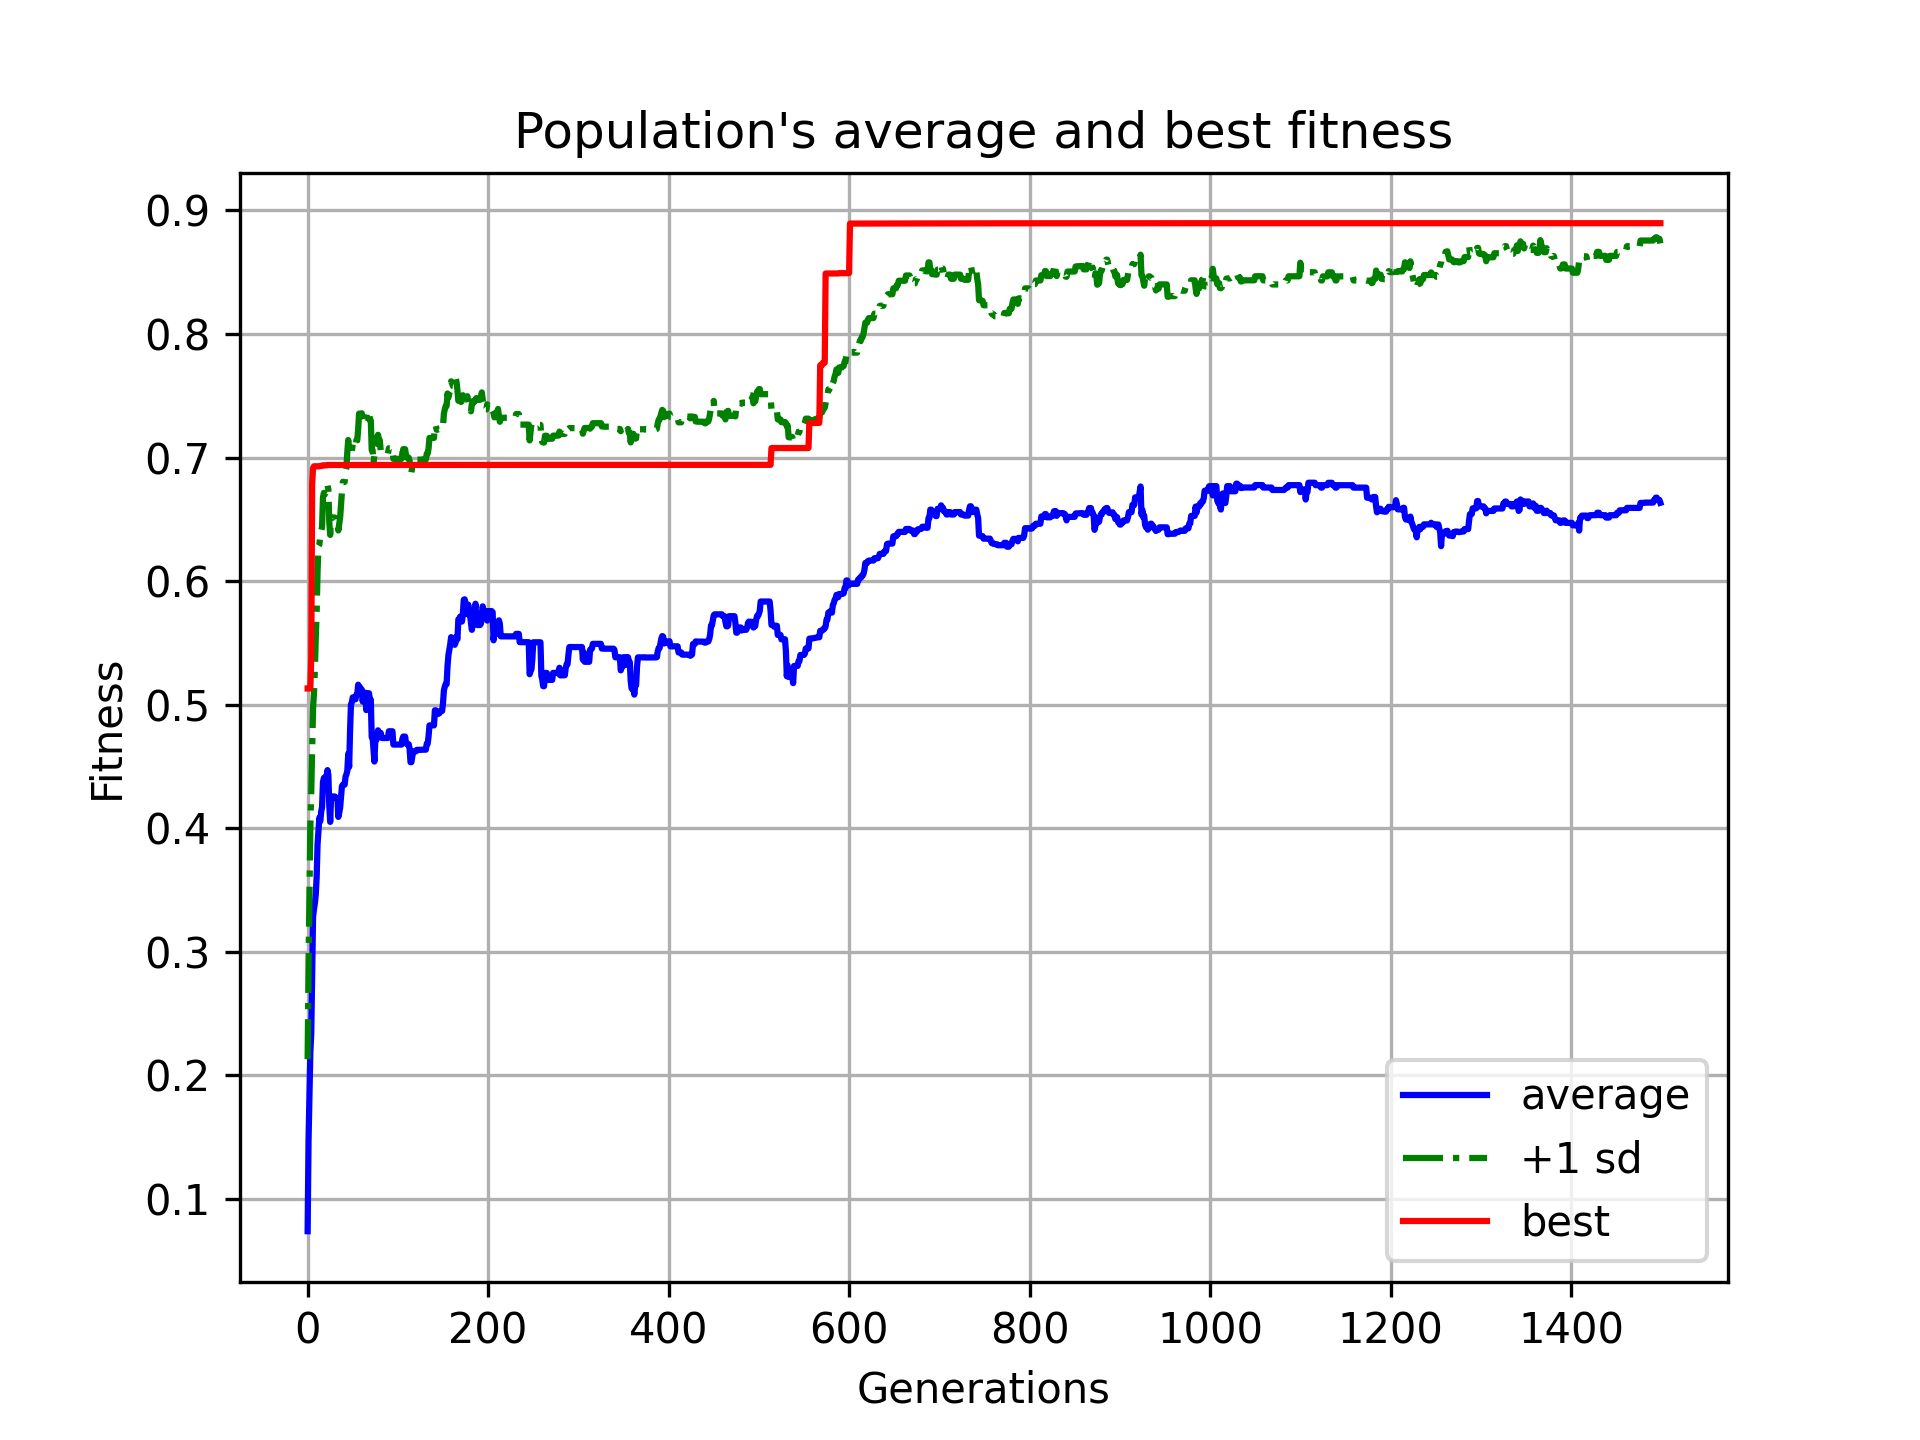 Population's average and best fitness
0.9
0.8
0.7
0.6
0.5
0.4
0.3
0.2
0.1
Fitness
average
+1 sd
best
0 200 400 600 800 1000 1200 1400
Generations